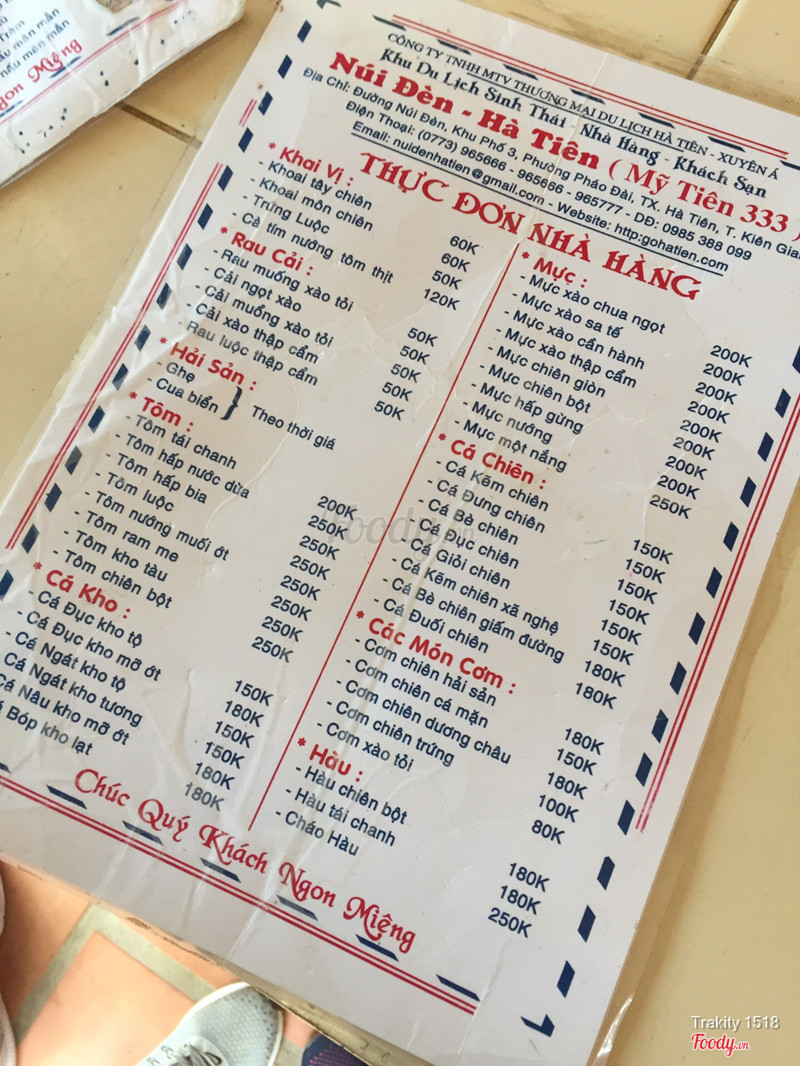 CÔNG TY TNHH MTV THƯƠNG MẠI DU LỊCH HÀ TIÊN - XUYÊN Á
Khu Du Lịch Sinh Thái - Nhà Hàng - Khách Sạn
Núi Đèn - Hà Tiên ( Mỹ Tiên 333 )
Địa Chỉ: Đường Núi Đèn, Khu Phố 3, Phường Pháo Đài, TX. Hà Tiên, T. Kiên Gia
Điện Thoại: (0773) 965666 - 965666 - 965777 - DĐ: 0985 388 099
Email: nuidenhatien@gmail.com - Website: http:gohatien.com
THỰC ĐƠN NHÀ HÀNG
* Khai Vị :
- Khoai tây chiên 60K
- Khoai môn chiên 60K
- Trứng Luộc 50K
- Cà tím nướng tôm thịt 120K
* Rau Cải :
- Rau muống xào tỏi 50K
- Cải ngọt xào 50K
- Cải muống xào tỏi 50K
- Cải xào thập cẩm 50K
- Rau luộc thập cẩm 50K
* Hải Sản :
- Ghẹ
- Cua biển } Theo thời giá
* Tôm :
- Tôm tái chanh 200K
- Tôm hấp nước dừa 250K
- Tôm hấp bia 250K
- Tôm luộc 250K
- Tôm nướng muối ớt 250K
- Tôm ram me 250K
- Tôm kho tàu 250K
- Tôm chiên bột 250K
* Cá Kho :
- Cá Đục kho tộ 150K
- Cá Đục kho mỡ ớt 180K
- Cá Ngát kho tộ 150K
Cá Ngát kho tương 150K
Cá Nâu kho mỡ ớt 180K
Bóp kho lạt 180K
* Mực :
- Mực xào chua ngọt 200K
- Mực xào sa tế 200K
- Mực xào cần hành 200K
- Mực xào thập cẩm 200K
- Mực chiên giòn 200K
- Mực chiên bột 200K
- Mực hấp gừng 200K
- Mực nướng 250K
- Mực một nắng
* Cá Chiên :
- Cá Kẽm chiên 150K
- Cá Đưng chiên 150K
- Cá Bè chiên 150K
- Cá Đục chiên 150K
- Cá Giỏi chiên 150K
- Cá Kẽm chiên xã nghệ 180K
- Cá Bè chiên giấm đường 180K
- Cá Đuối chiên
* Các Món Cơm :
- Cơm chiên hải sản 180K
- Cơm chiên cá mặn 150K
- Cơm chiên dương châu 180K
- Cơm chiên trứng 100K
- Cơm xào tỏi 80K
* Hàu :
- Hàu chiên bột 180K
- Hàu tái chanh 180K
- Cháo Hàu 250K
Chúc Quý Khách Ngon Miệng
Foody.vn
Trakity 1518
Foody.vn